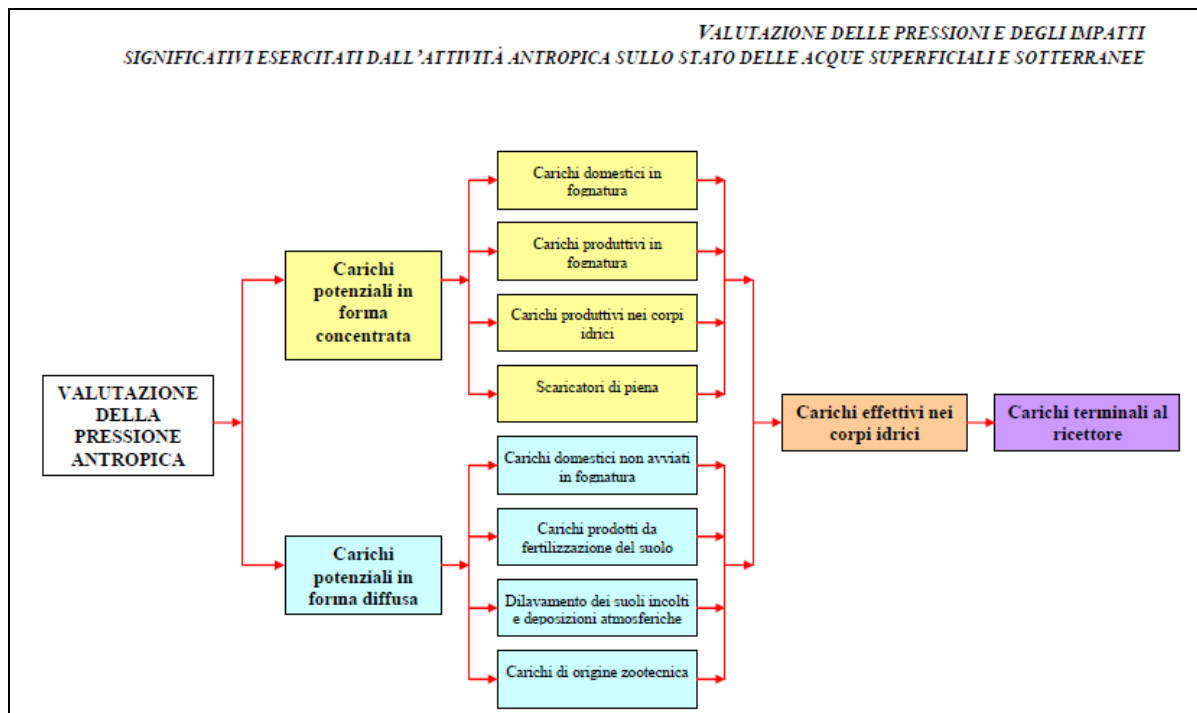 VALUTAZIONE DELLE PRESSIONI E DEGLI IMPATTI
SIGNIFICATIVI ESERCITATI DALL'ATTIVITÀ ANTROPICA SULLO STATO DELLE ACQUE SUPERFICIALI E SOTTERRANEE
VALUTAZIONE
DELLA
PRESSIONE
ANTROPICA
Carichi
potenziali in
forma
concentrata
Carichi domestici in
fognatura
Carichi produttivi in
fognatura
Carichi produttivi nei corpi
idrici
Scaricatori di piena
Carichi
potenziali in
forma diffusa
Carichi domestici non avviati
in fognatura
Carichi prodotti da
fertilizzazione del suolo
Dilavamento dei suoli incolti
e deposizioni atmosferiche
Carichi di origine zootecnica
Carichi effettivi nei
corpi idrici
Carichi terminali al
ricettore